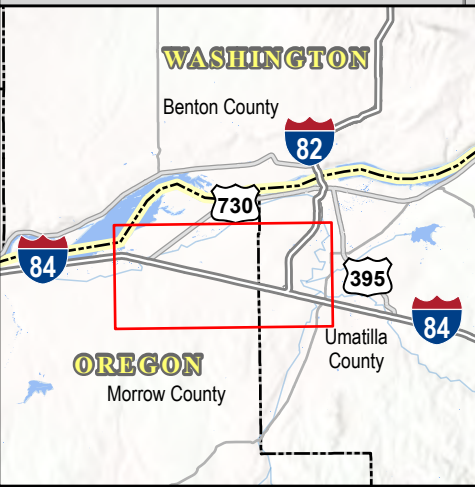 WASHINGTON
Benton County
82
730
84
395
84
Umatilla
County
OREGON
Morrow County